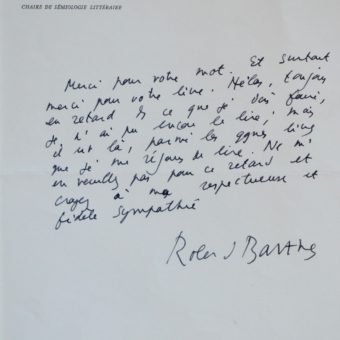 CHAIRE DE SÉMIOLOGIE LITTÉRAIRE
Merci pour votre mot. Et surtout
merci pour votre livre. Hélas, toujours
en retard ds ce que je dois faire,
je n'ai pu encore le lire ; mais
il est là, parmi les qques livres
que je me réjouis de lire. Ne m'
en veuillez pas pour ce retard et
croyez à ma respectueuse et
fidèle sympathie
Roland Barthes